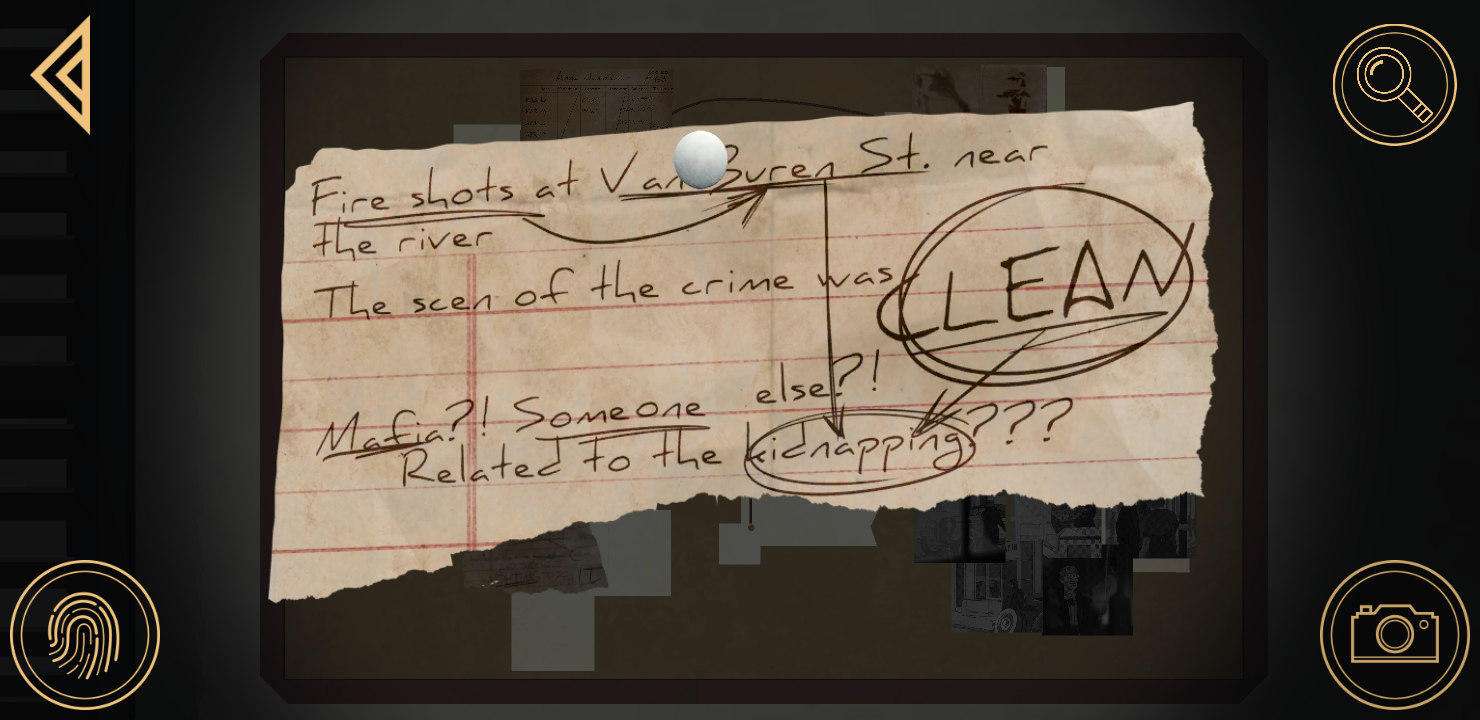 Fire shots at Van Buren St. near
the river
The scen of the crime was CLEAN
else?!
Mafia?! Someone
Related to the kidnapping???